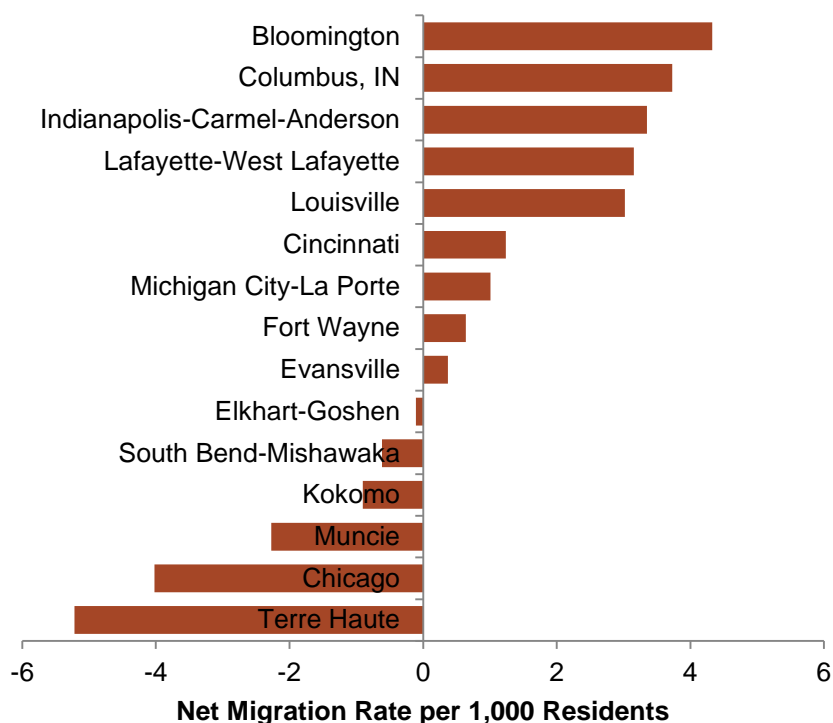 Bloomington
Columbus, IN
Indianapolis-Carmel-Anderson
Lafayette-West Lafayette
Louisville
Cincinnati
Michigan City-La Porte
Fort Wayne
Evansville
Elkhart-Goshen
South Bend-Mishawaka
Kokomo
Muncie
Chicago
Terre Haute
-6 -4 -2 0 2 4 6
Net Migration Rate per 1,000 Residents